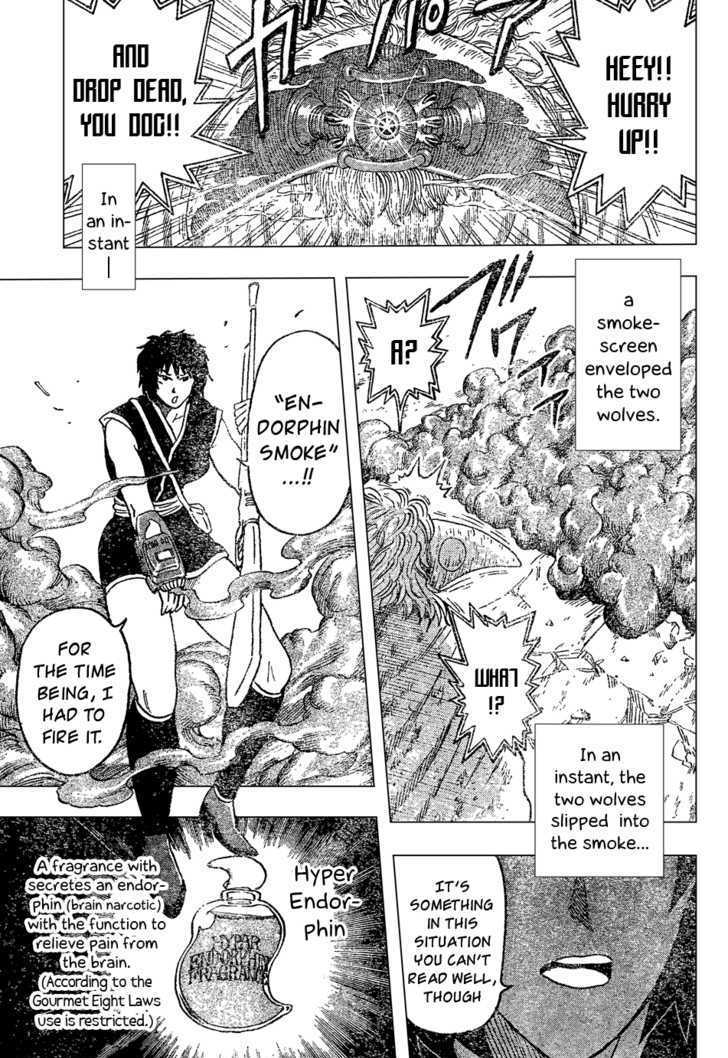 HEEY!!
HURRY
UP!!
AND
DROP DEAD,
YOU DOG!!
In
an in-
stant
—
a
smoke-
screen
enveloped
the two
wolves.
A?
WHAT
!?
In an
instant, the
two wolves
slipped into
the smoke...
"EN-
DORPHIN
SMOKE"
...!!
FOR
THE TIME
BEING, I
HAD TO
FIRE IT.
IT'S
SOMETHING
IN THIS
SITUATION
YOU CAN'T
READ WELL,
THOUGH
Hyper
Endor-
phin
A fragrance with
secretes an endor-
phin (brain narcotic)
with the function to
relieve pain from
the brain.
(According to the
Gourmet Eight Laws
use is restricted.)
ENDORPHIN
FRAGRANCE